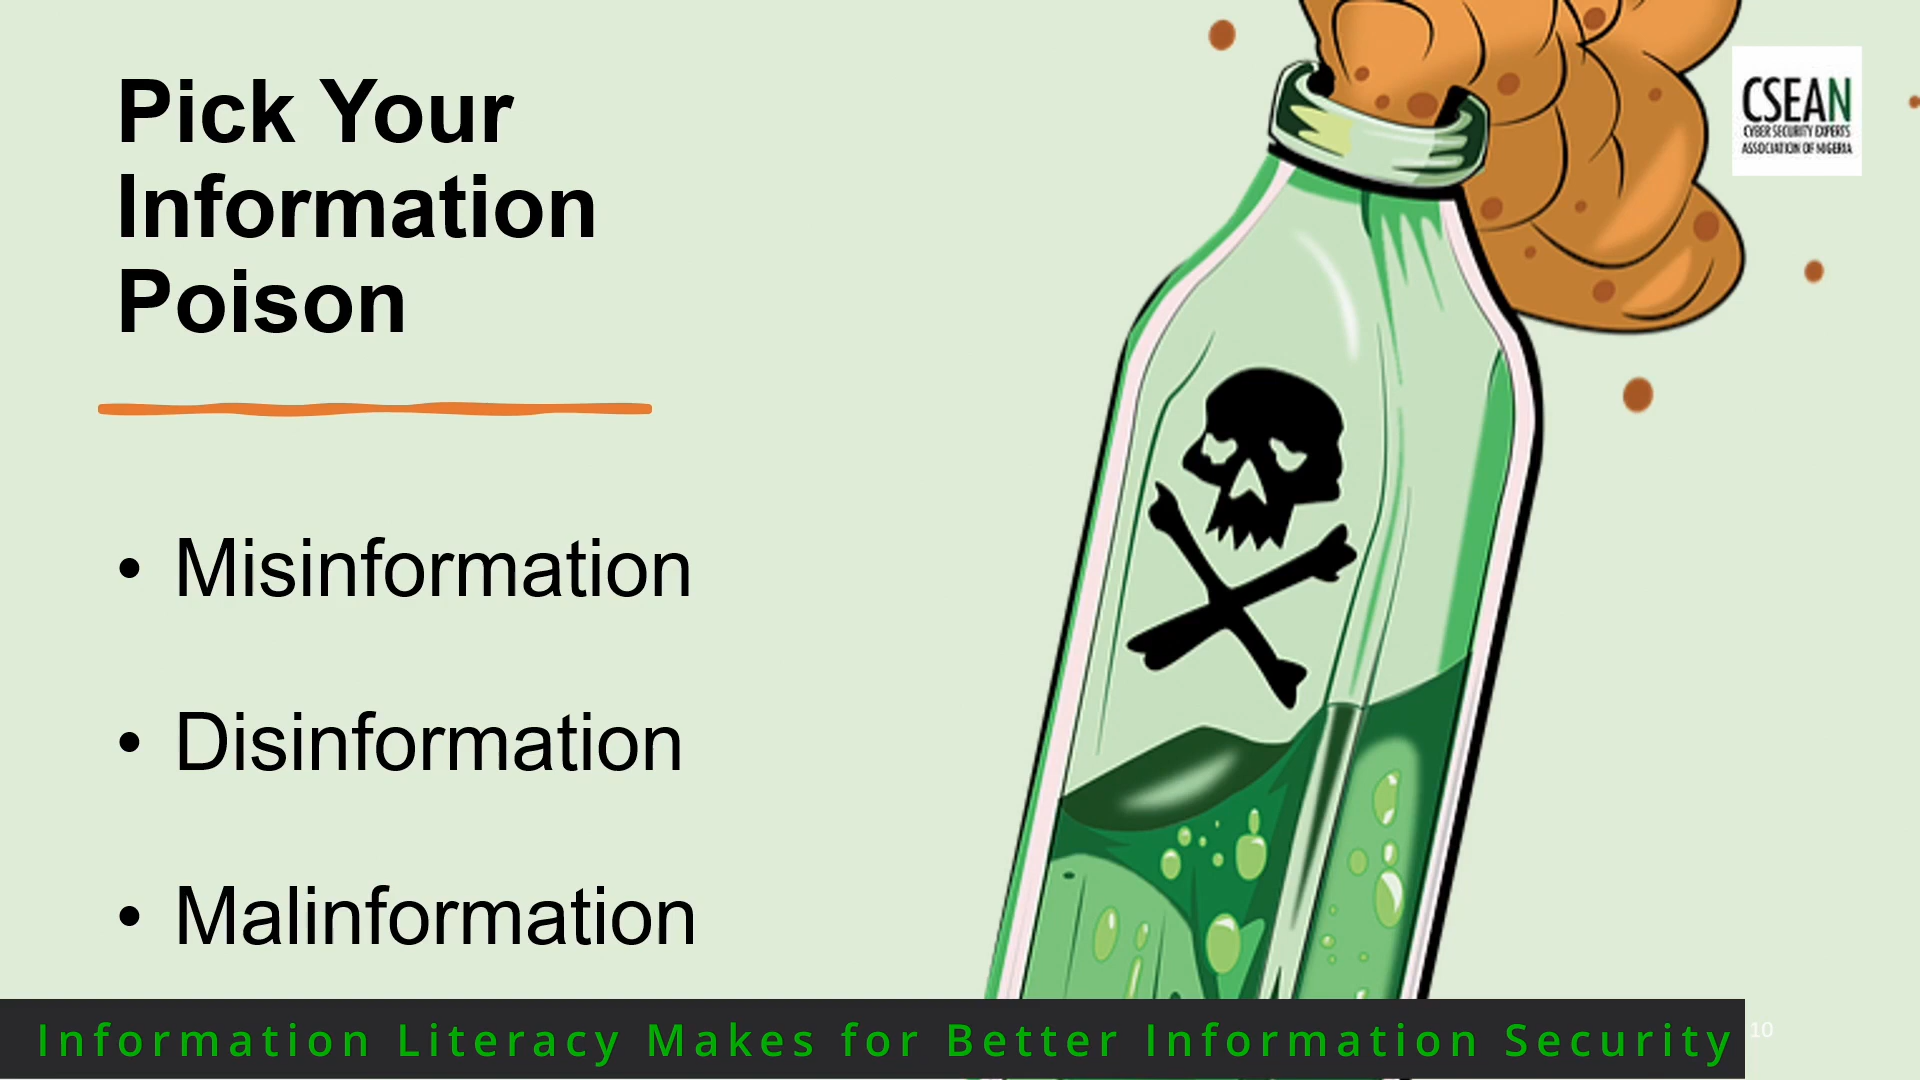 Pick Your
Information
Poison
CSEAN
CYBER SECURITY EXPERTS
ASSOCIATION OF NIGERIA
• Misinformation
• Disinformation
• Malinformation
Information Literacy Makes for Better Information Security
10